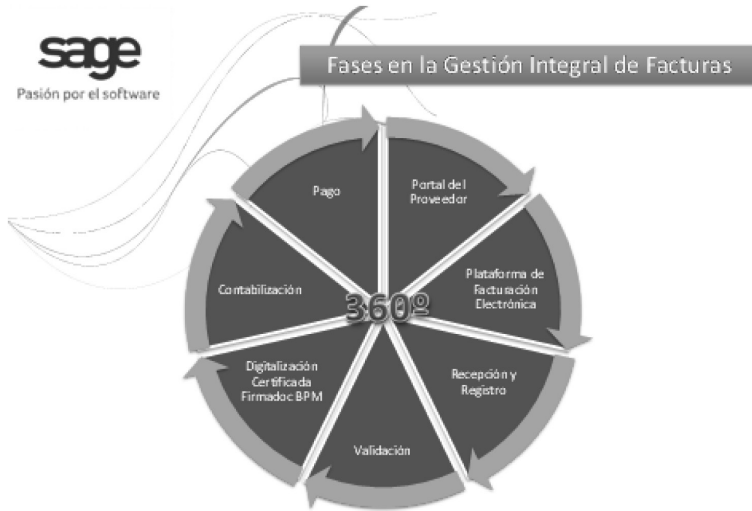 sage
Pasión por el software
Fases en la Gestión Integral de Facturas
Pago
Portal del
Proveedor
Contabilización
Plataforma de
Facturación
Electrónica
360º
Digitalización
Certificada
Firmadoc BPM
Recepción y
Registro
Validación